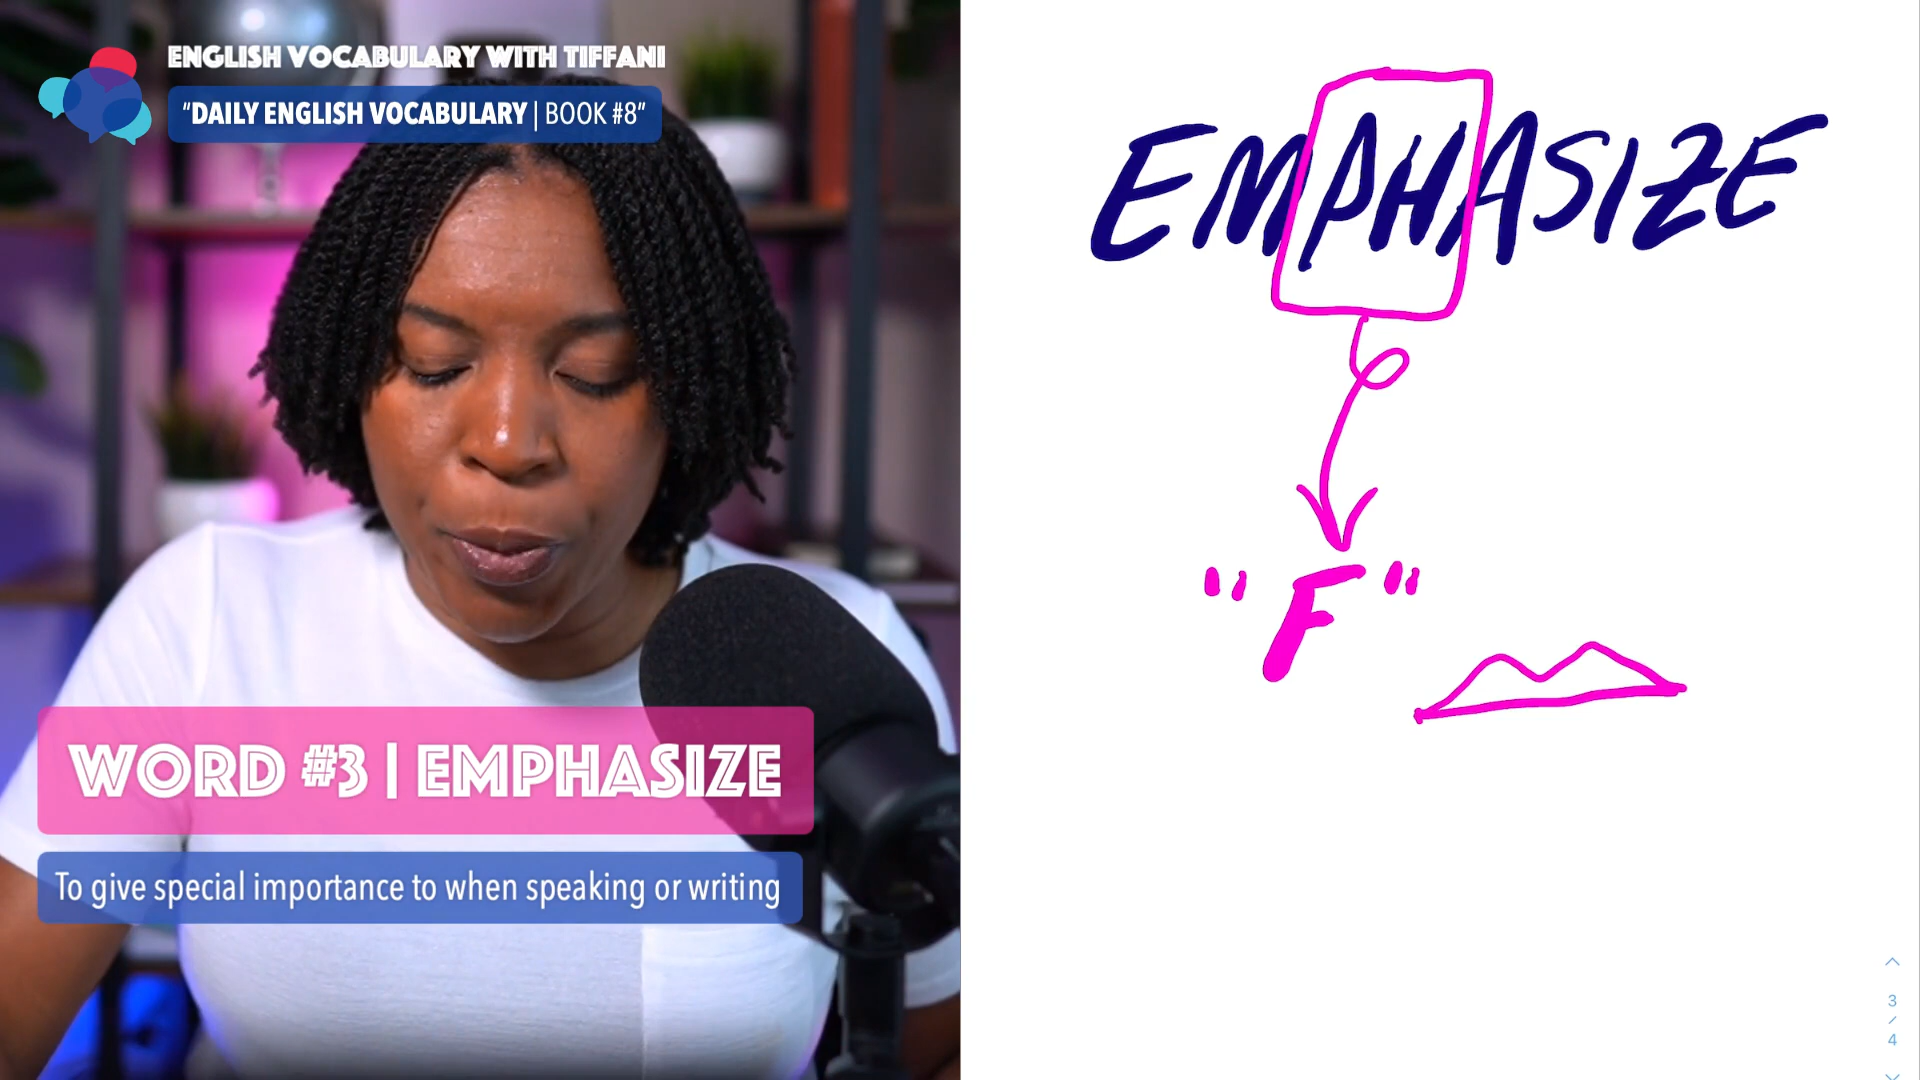 ENGLISH VOCABULARY WITH TIFFANI
"DAILY ENGLISH VOCABULARY | BOOK #8"
WORD #3 | EMPHASIZE
To give special importance to when speaking or writing
EMPHASIZE
"F"
3
/
4